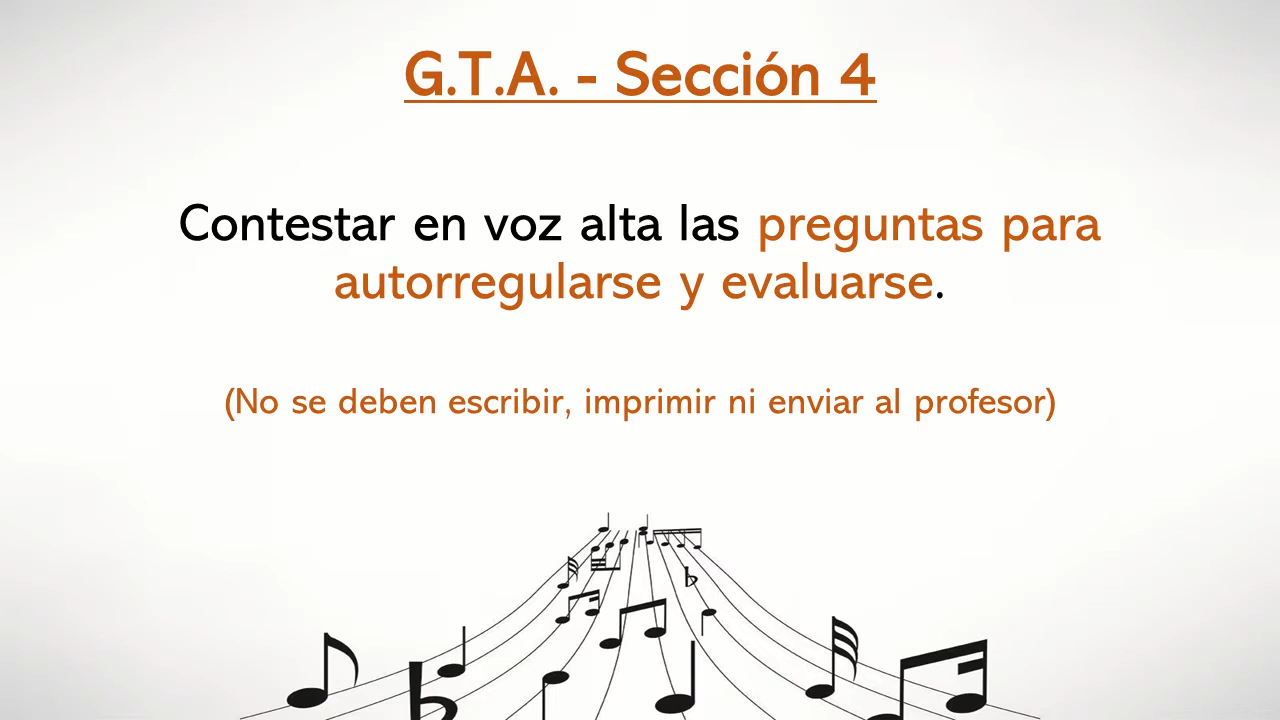 G.T.A. - Sección 4
Contestar en voz alta las preguntas para
autorregularse y evaluarse.
(No se deben escribir, imprimir ni enviar al profesor)